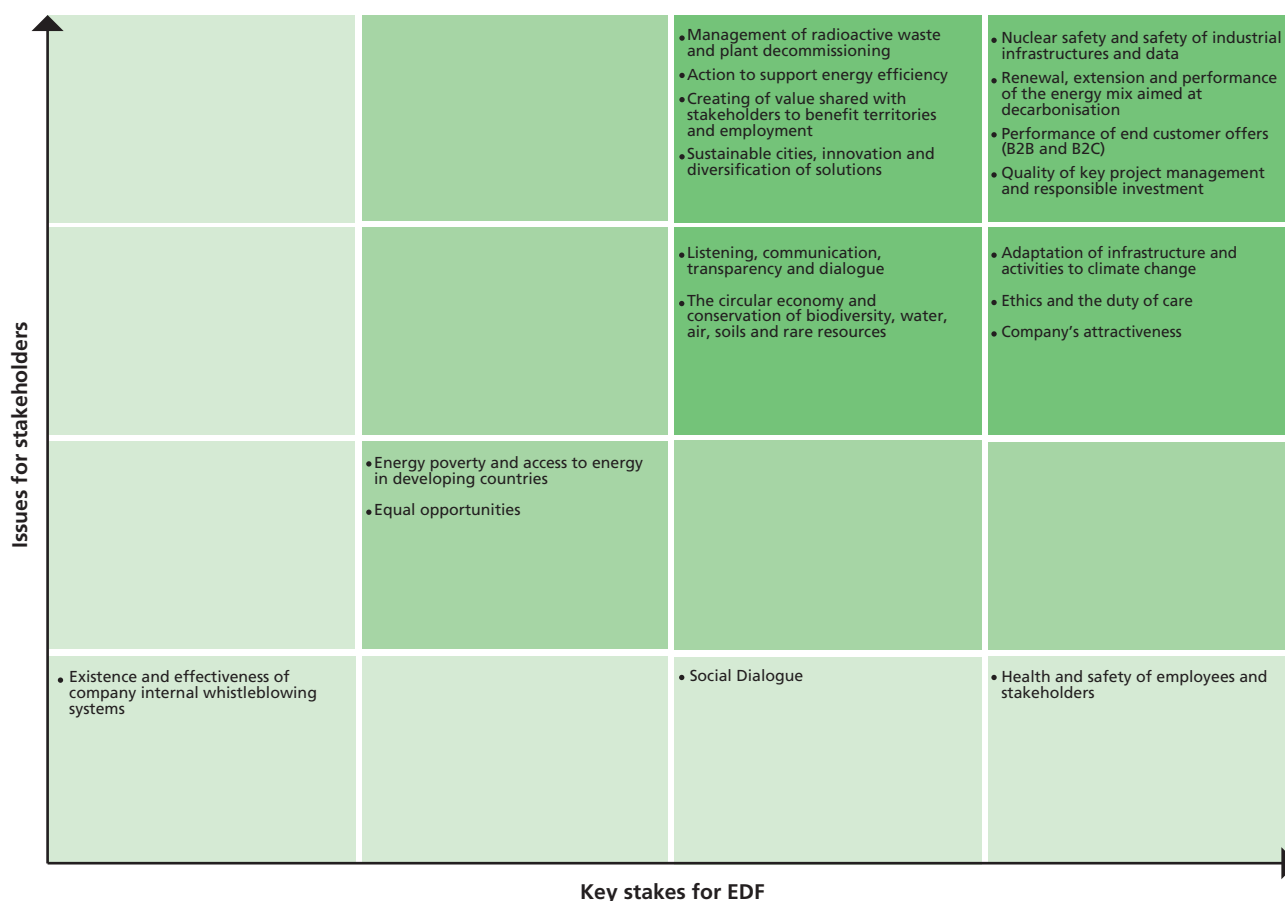 Issues for stakeholders
• Management of radioactive waste
and plant decommissioning
• Action to support energy efficiency
• Creating of value shared with
stakeholders to benefit territories
and employment
• Sustainable cities, innovation and
diversification of solutions
• Nuclear safety and safety of industrial
infrastructures and data
• Renewal, extension and performance
of the energy mix aimed at
decarbonisation
• Performance of end customer offers
(B2B and B2C)
• Quality of key project management
and responsible investment
• Listening, communication,
transparency and dialogue
• The circular economy and
conservation of biodiversity, water,
air, soils and rare resources
• Adaptation of infrastructure and
activities to climate change
• Ethics and the duty of care
• Company’s attractiveness
• Energy poverty and access to energy
in developing countries
• Equal opportunities
• Existence and effectiveness of
company internal whistleblowing
systems
• Social Dialogue
• Health and safety of employees and
stakeholders
Key stakes for EDF